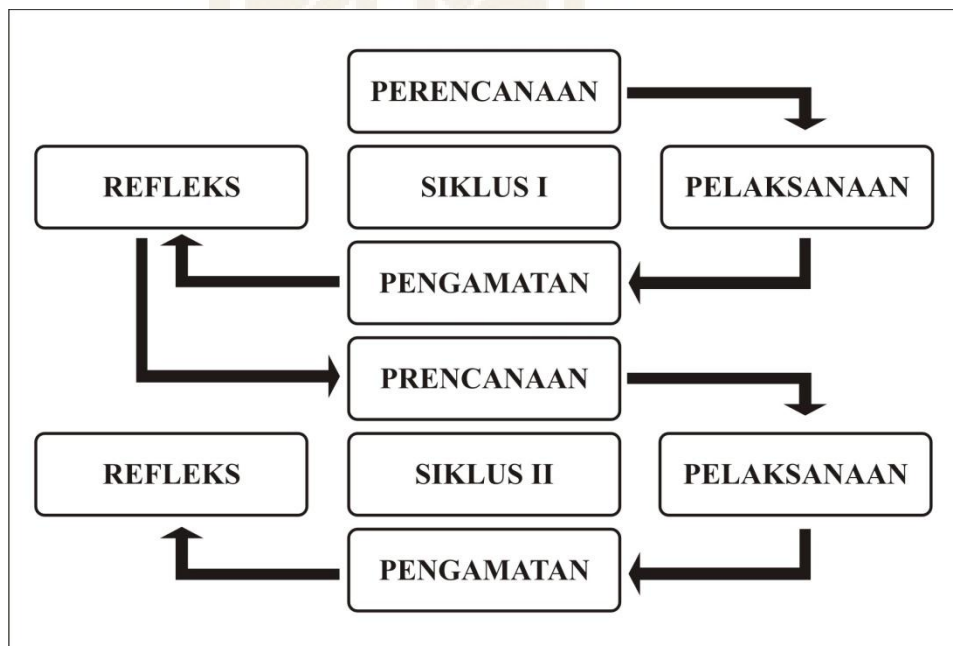 PERENCANAAN
REFLEKS
SIKLUS I
PELAKSANAAN
PENGAMATAN
PRENCANAAN
REFLEKS
SIKLUS II
PELAKSANAAN
PENGAMATAN